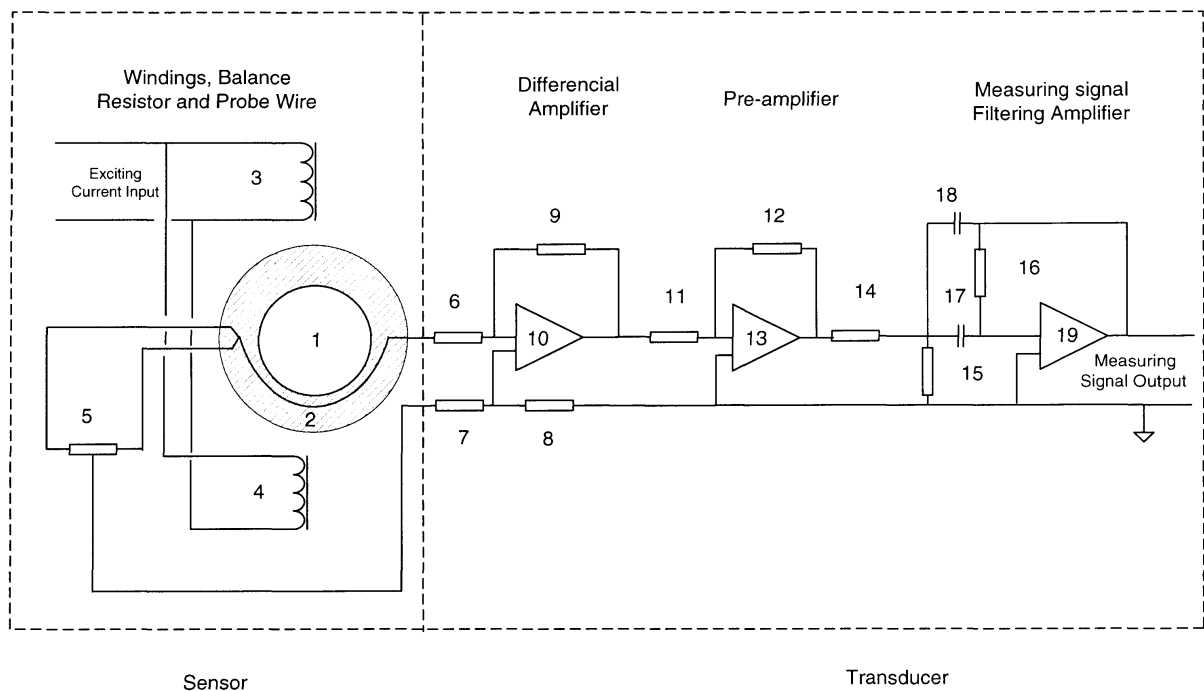 Windings, Balance
Resistor and Probe Wire
Differencial
Amplifier
Pre-amplifier
Measuring signal
Filtering Amplifier
Exciting
Current Input
3
18
9
12
16
6
11
14
17
1
10
13
19
Measuring
Signal Output
15
5
2
7
8
4
Sensor
Transducer